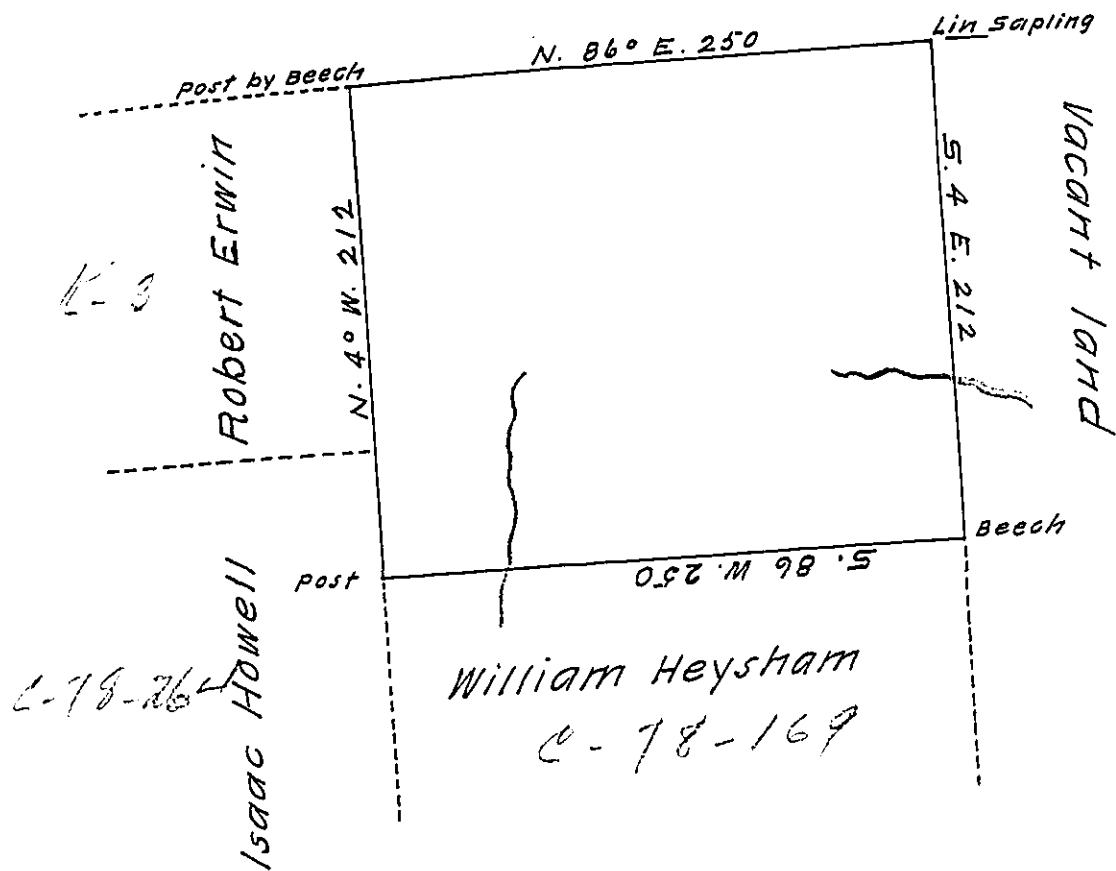 Lin Sapling
N. 86° E. 250
Post by Beech
Vacant land
S. 4 E. 212
Robert Erwin
N. 4° W. 212
K-3
Beech
S. 86 W. 250
Post
Isaac Howell
William Heysham
C-78-169